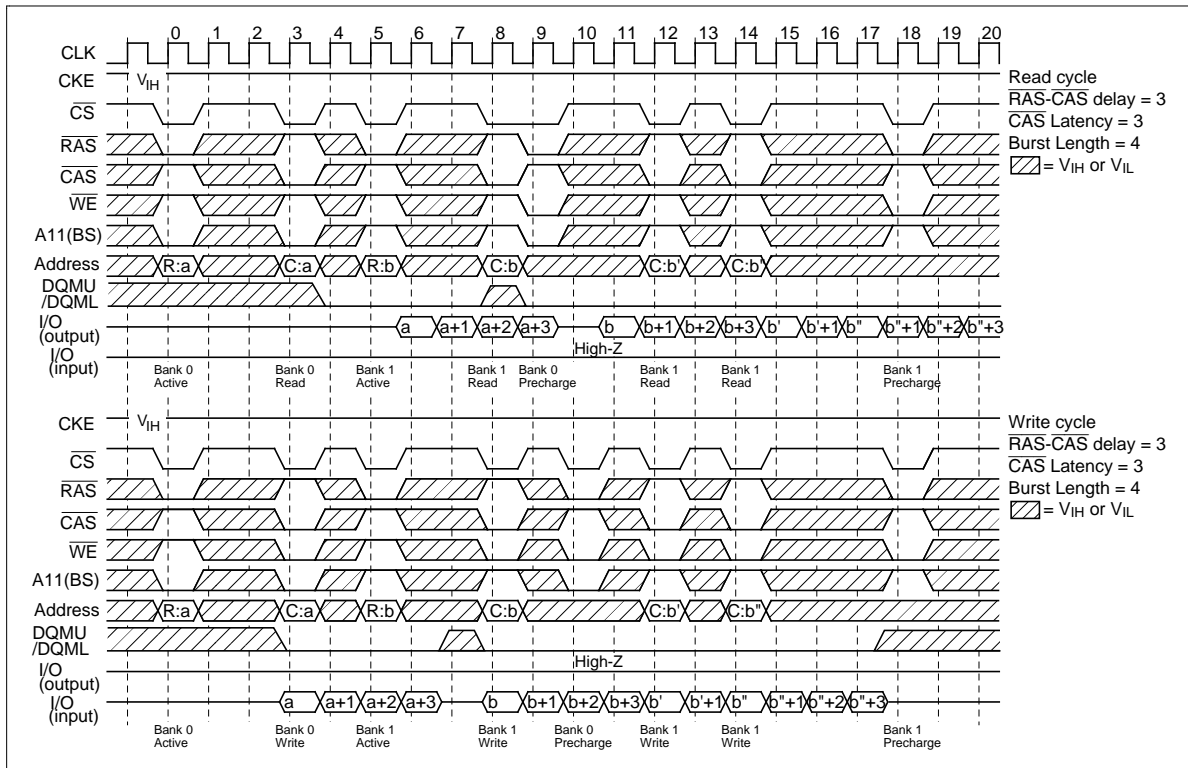 0 1 2 3 4 5 6 7 8 9 10 11 12 13 14 15 16 17 18 19 20
CLK
CKE VIH
CS
RAS
CAS
WE
A11(BS)
Address R:a C:a R:b C:b C:b' C:b"
DQMU
/DQML
I/O
(output) a a+1 a+2 a+3 b b+1 b+2 b+3 b' b'+1 b" b"+1 b"+2 b"+3
High-Z
I/O
(input)
Bank 0 Bank 0 Bank 1 Bank 1 Bank 0 Bank 1 Bank 1 Bank 1
Active Read Active Read Precharge Read Read Precharge
Read cycle
RAS-CAS delay = 3
CAS Latency = 3
Burst Length = 4
= VIH or VIL
CKE VIH
CS
RAS
CAS
WE
A11(BS)
Address R:a C:a R:b C:b C:b' C:b"
DQMU
/DQML
High-Z
I/O
(output)
I/O
(input) a a+1 a+2 a+3 b b+1 b+2 b+3 b' b'+1 b" b"+1 b"+2 b"+3
Bank 0 Bank 0 Bank 1 Bank 1 Bank 0 Bank 1 Bank 1 Bank 1
Active Write Active Write Precharge Write Write Precharge
Write cycle
RAS-CAS delay = 3
CAS Latency = 3
Burst Length = 4
= VIH or VIL